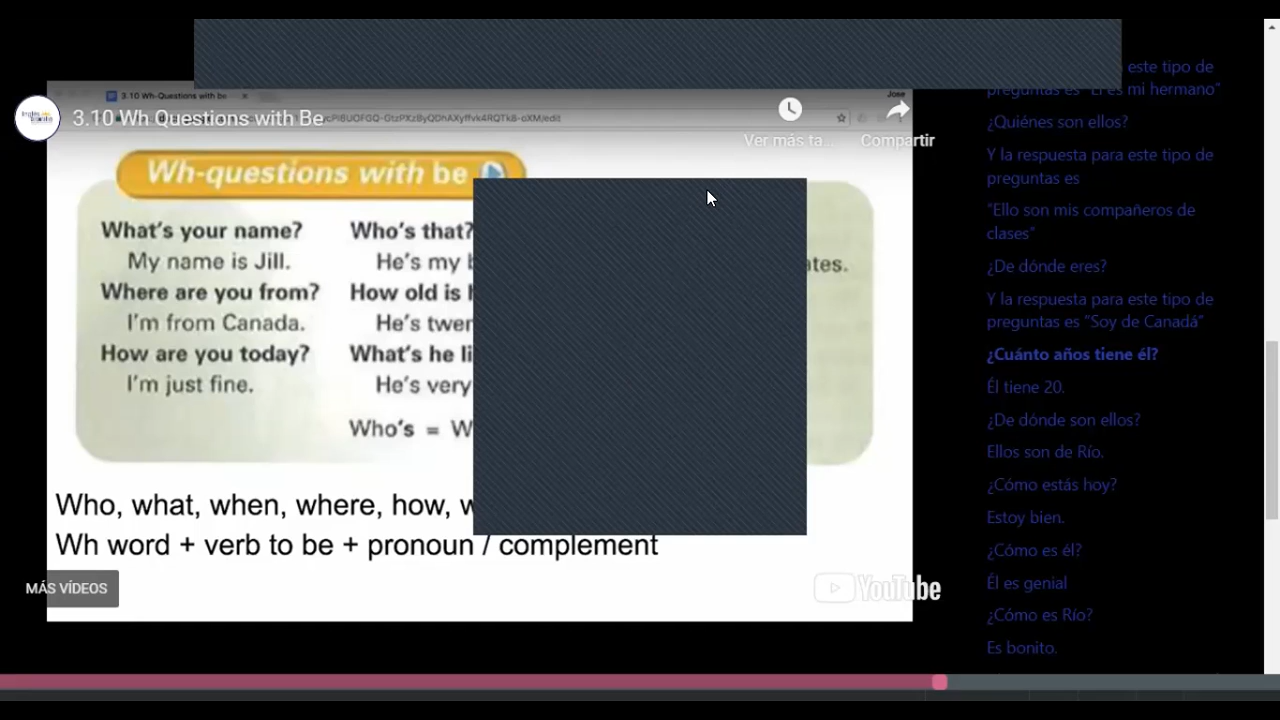 3.10 Wh-Questions with be
Jose
3.10 Wh Questions with Be
Ver más ta...
Compartir
Wh-questions with be
What's your name?
My name is Jill.
Where are you from?
I'm from Canada.
How are you today?
I'm just fine.
Who's that?
He's my
How old is
He's
What's he
He's very
Who's =
ates.
Who, what, when, where, how,
Wh word + verb to be + pronoun / complement
MÁS VÍDEOS
YouTube
este tipo de
preguntas es "Él es mi hermano"
¿Quiénes son ellos?
Y la respuesta para este tipo de
preguntas es
"Ello son mis compañeros de
clases"
¿De dónde eres?
Y la respuesta para este tipo de
preguntas es "Soy de Canadá"
¿Cuánto años tiene él?
Él tiene 20.
¿De dónde son ellos?
Ellos son de Río.
¿Cómo estás hoy?
Estoy bien.
¿Cómo es él?
Él es genial
¿Cómo es Río?
Es bonito.